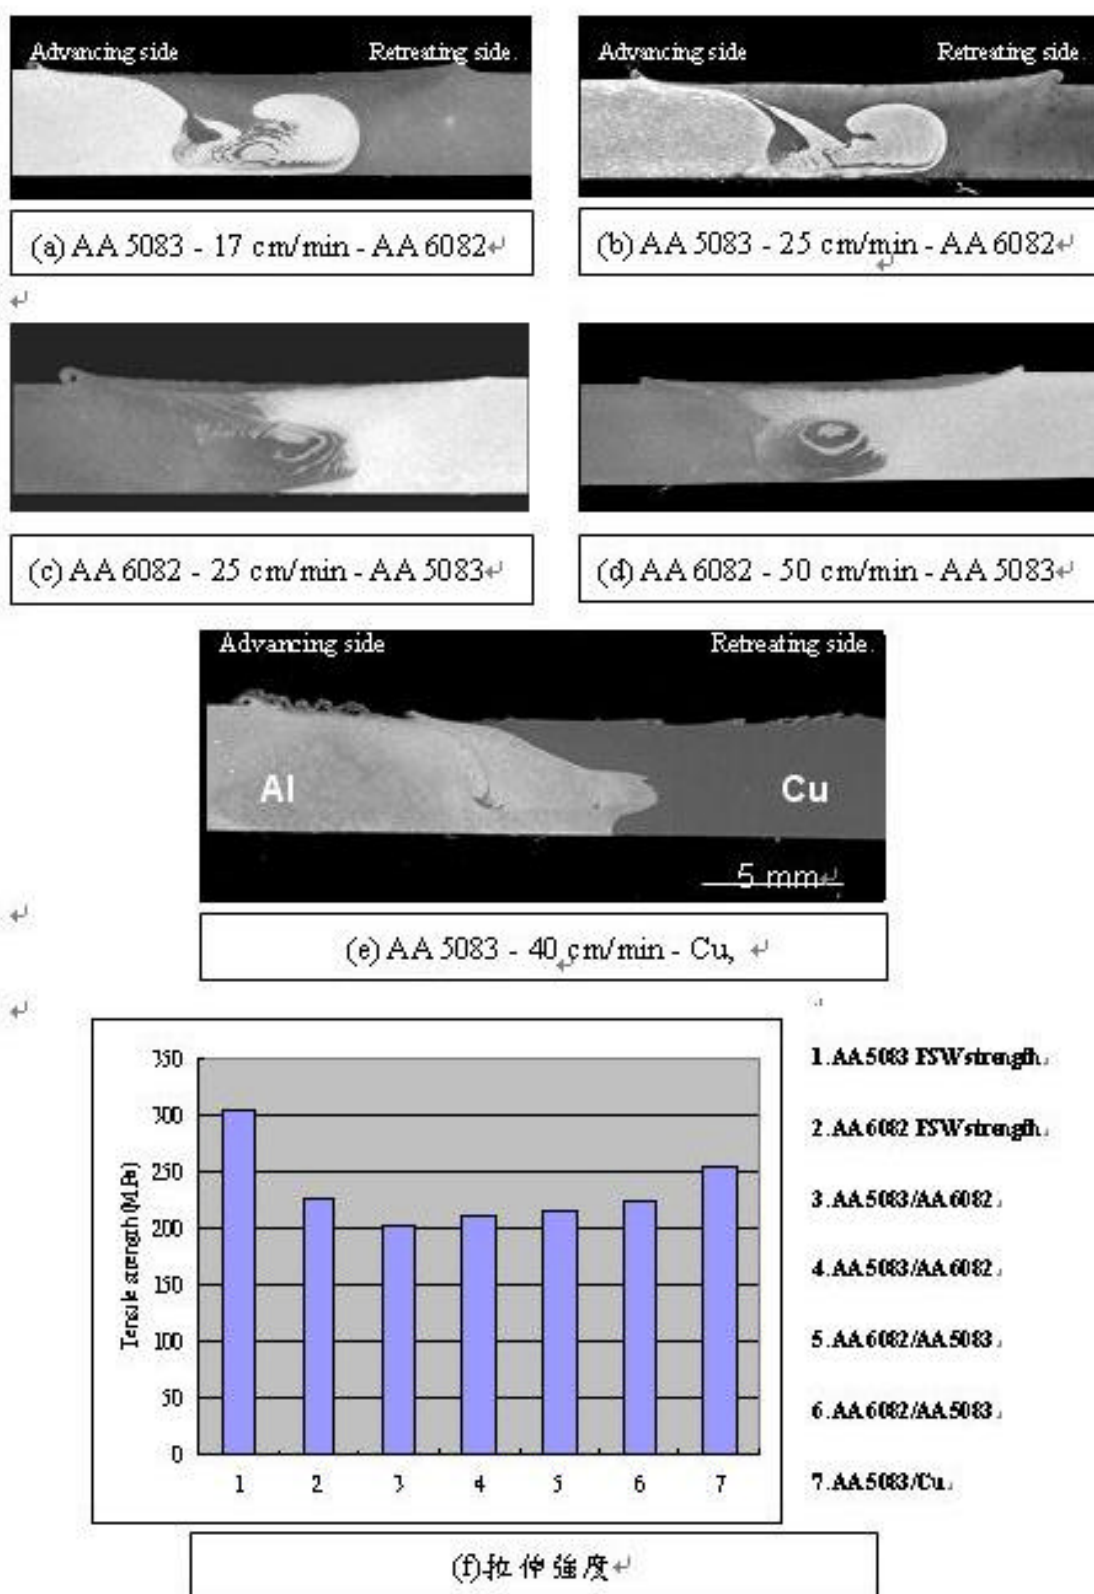 Advancing side Retreating side.
Advancing side Retreating side.
(a) AA 5083 - 17 cm/min - AA 6082
(b) AA 5083 - 25 cm/min - AA 6082
(c) AA 6082 - 25 cm/min - AA 5083
(d) AA 6082 - 50 cm/min - AA 5083
Advancing side Retreating side.
Al Cu
5 mm
(e) AA 5083 - 40 cm/min - Cu,
Tensile strength (MPa)
350
300
250
200
150
100
50
0
1 2 3 4 5 6 7
1.AA5083 FSW strength
2.AA6082 FSW strength
3.AA5083/AA6082
4.AA5083/AA6082
5.AA6082/AA5083
6.AA6082/AA5083
7.AA5083/Cu
(f)拉伸強度